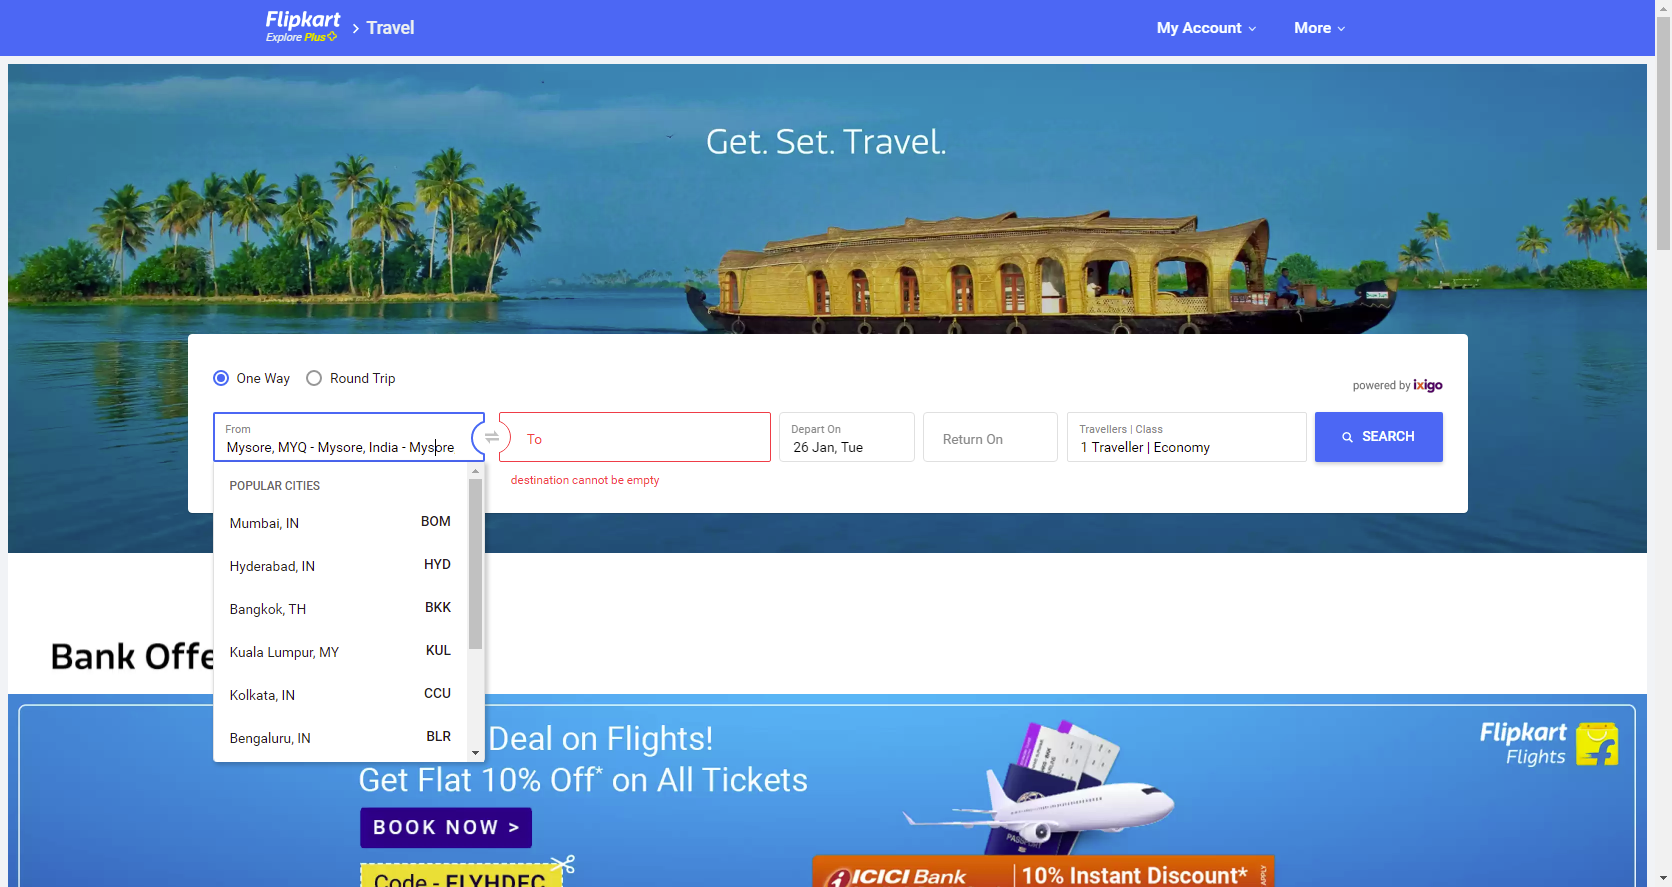 Flipkart
Explore Plus
Travel
My Account
More
Get. Set. Travel.
One Way
Round Trip
powered by ixigo
From
Mysore, MYQ - Mysore, India - Mysore
To
Depart On
26 Jan, Tue
Return On
Travellers | Class
1 Traveller | Economy
SEARCH
destination cannot be empty
POPULAR CITIES
Mumbai, IN BOM
Hyderabad, IN HYD
Bangkok, TH BKK
Kuala Lumpur, MY KUL
Kolkata, IN CCU
Bengaluru, IN BLR
Bank Offe
Deal on Flights!
Get Flat 10% Off* on All Tickets
BOOK NOW >
Code - FLYHDFC
Flipkart
Flights
PASSPORT
ICICI Bank
10% Instant Discount*
APPLY